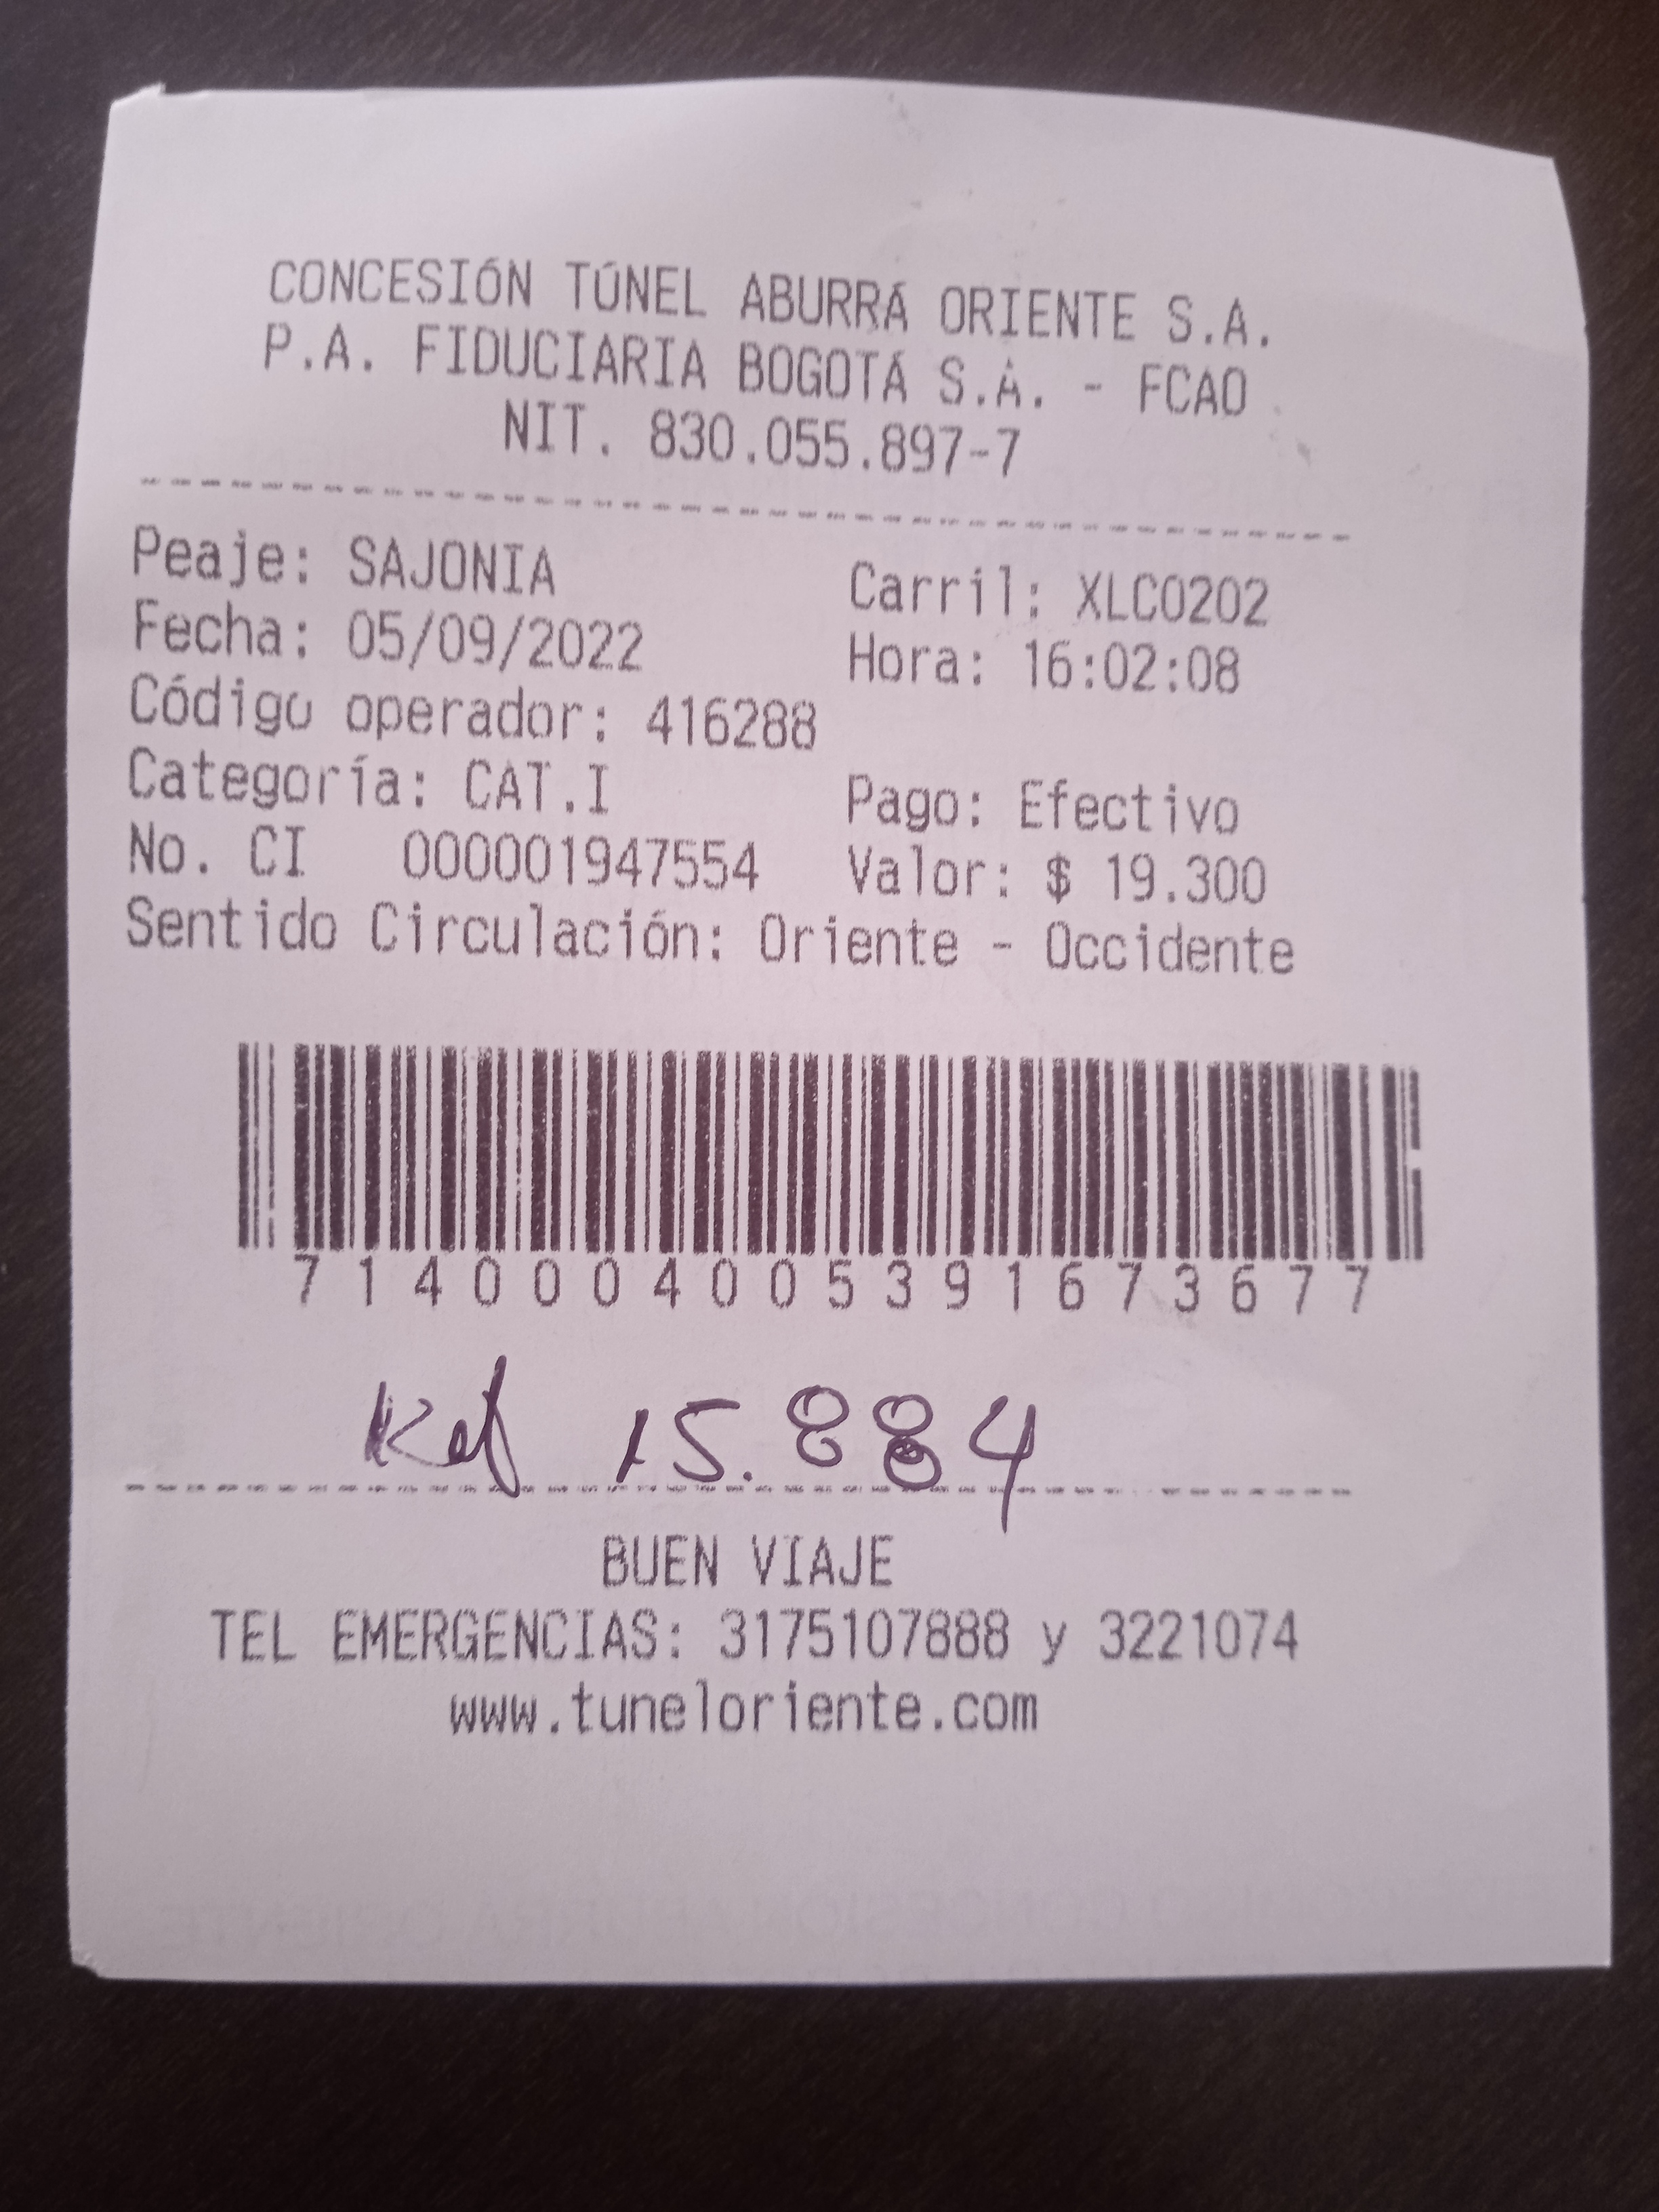 CONCESIÓN TÚNEL ABURRÁ ORIENTE S.A.
P.A. FIDUCIARIA BOGOTÁ S.A. - FCAO
NIT. 830.055.897-7
Peaje: SAJONIA Carril: XLC0202
Fecha: 05/09/2022 Hora: 16:02:08
Código operador: 416288
Categoría: CAT.I Pago: Efectivo
No. CI 000001947554 Valor: $ 19.300
Sentido Circulación: Oriente - Occidente
7140004005391673677
15.884
BUEN VIAJE
TEL EMERGENCIAS: 3175107888 y 3221074
www.tuneloriente.com